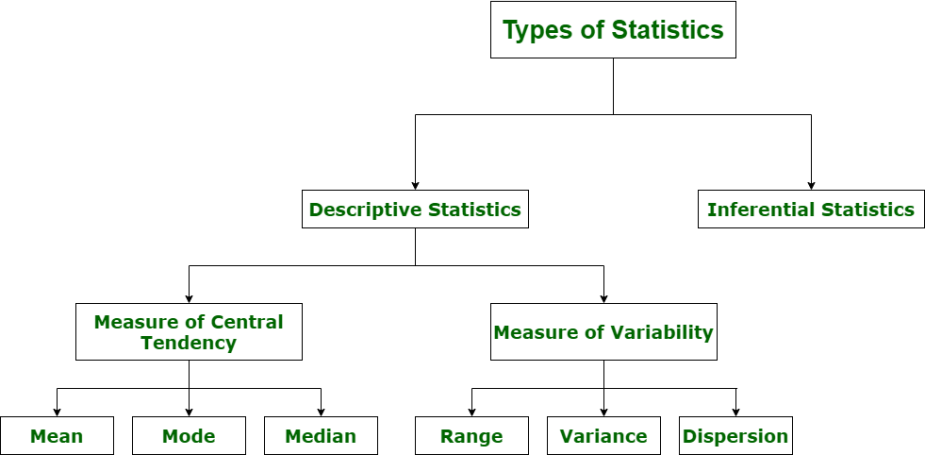 Types of Statistics
Descriptive Statistics
Inferential Statistics
Measure of Central
Tendency
Measure of Variability
Mean
Mode
Median
Range
Variance
Dispersion